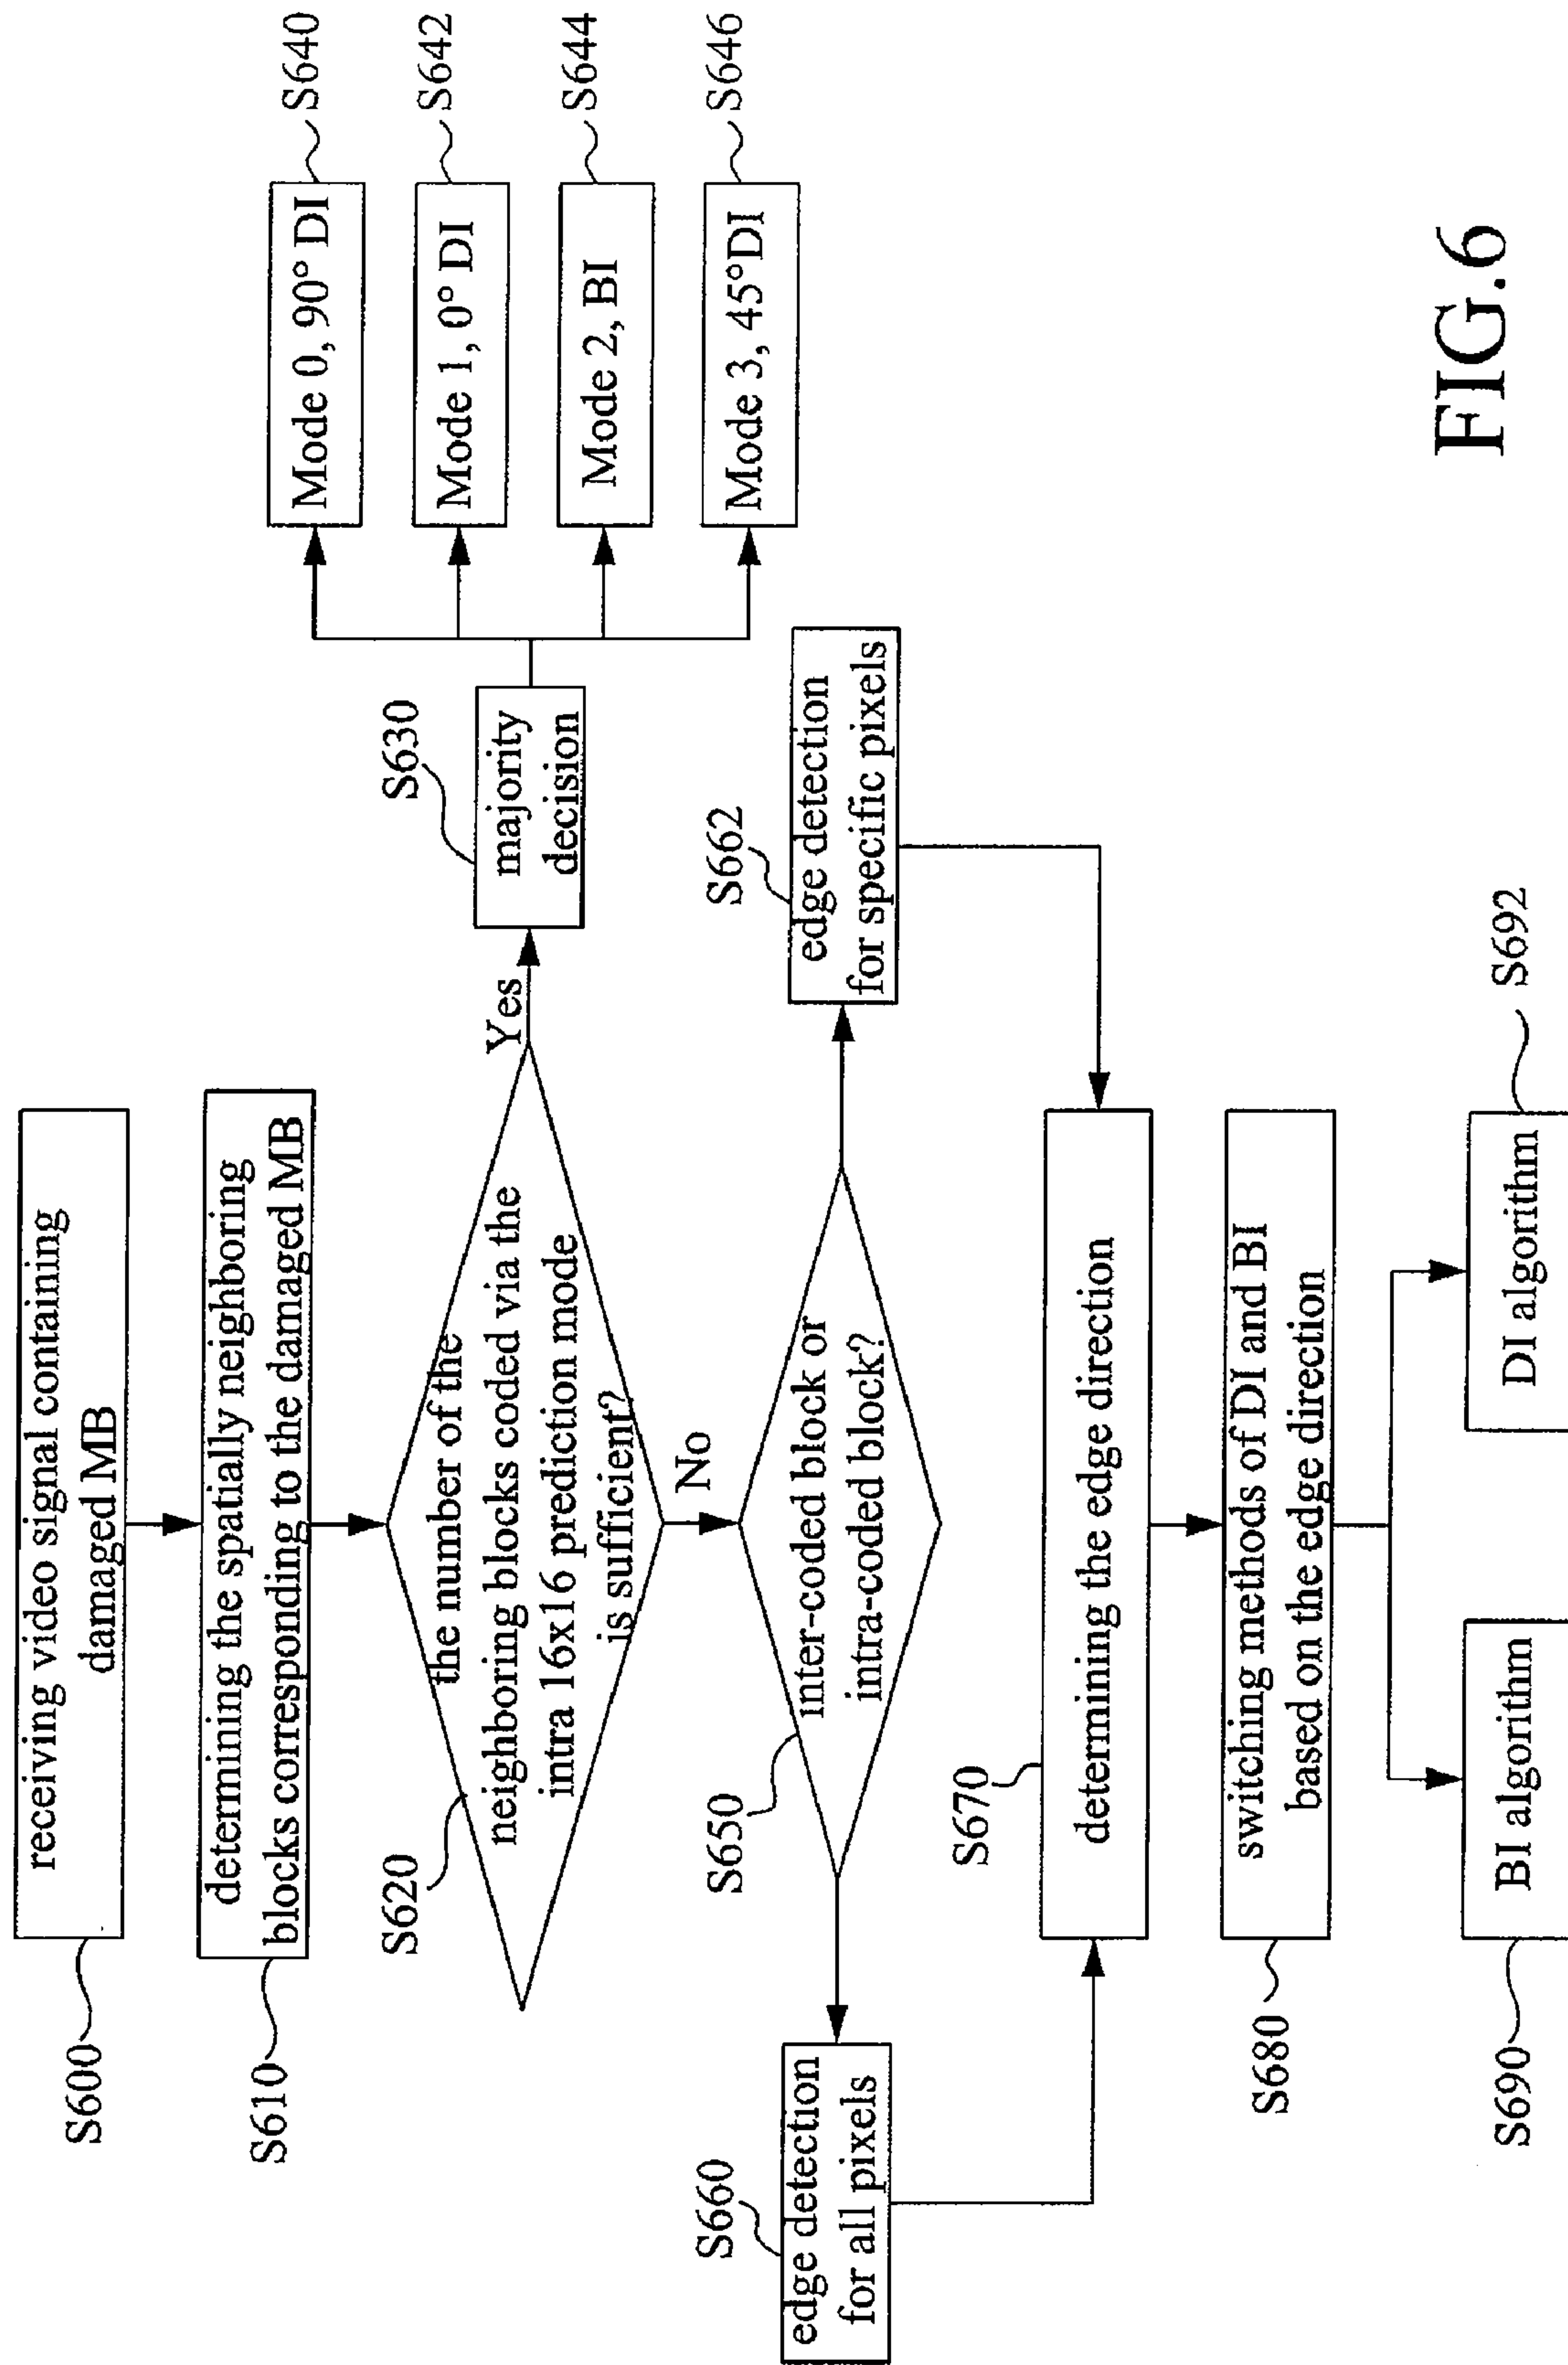 S600
receiving video signal containing
damaged MB
S610
determining the spatially neighboring
blocks corresponding to the damaged MB
S620
the number of the
neighboring blocks coded via the
intra 16x16 prediction mode
is sufficient?
Yes
S630
majority
decision
Mode 0, 90° DI
S640
Mode 1, 0° DI
S642
Mode 2, BI
S644
Mode 3, 45°DI
S646
No
S650
inter-coded block or
intra-coded block?
S660
edge detection
for all pixels
S662
edge detection
for specific pixels
S670
determining the edge direction
S680
switching methods of DI and BI
based on the edge direction
S690
BI algorithm
DI algorithm
S692
FIG.6